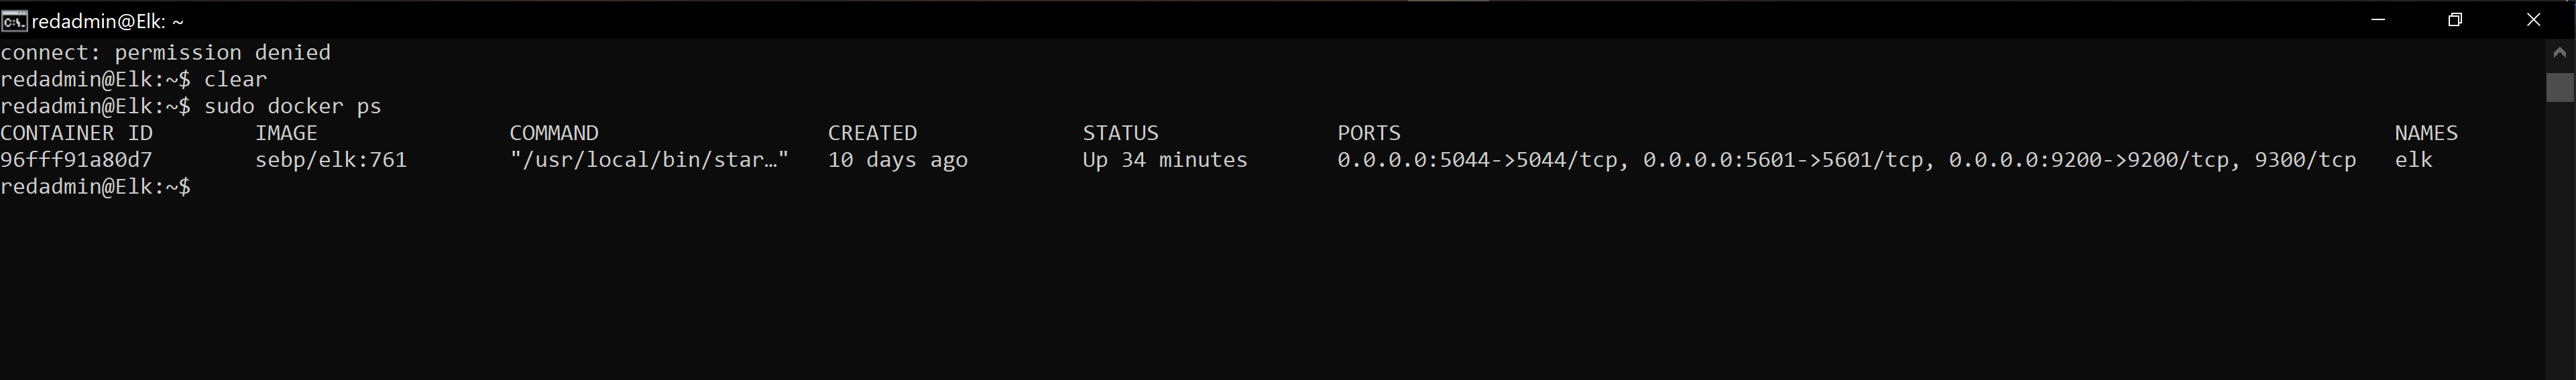 redadmin@Elk: ~
connect: permission denied
redadmin@Elk:~$ clear
redadmin@Elk:~$ sudo docker ps
CONTAINER ID        IMAGE               COMMAND                  CREATED             STATUS              PORTS                                                                              NAMES
96fff91a80d7        sebp/elk:761        "/usr/local/bin/star…"   10 days ago         Up 34 minutes       0.0.0.0:5044->5044/tcp, 0.0.0.0:5601->5601/tcp, 0.0.0.0:9200->9200/tcp, 9300/tcp   elk
redadmin@Elk:~$